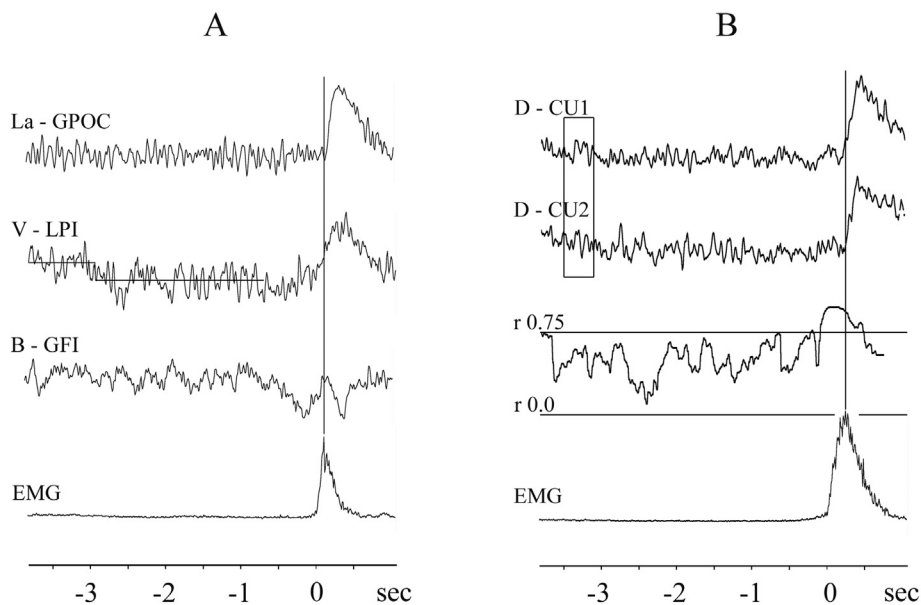 A
La - GPOC
V - LPI
B - GFI
EMG
-3 -2 -1 0 sec
B
D - CU1
D - CU2
r 0.75
r 0.0
EMG
-3 -2 -1 0 sec